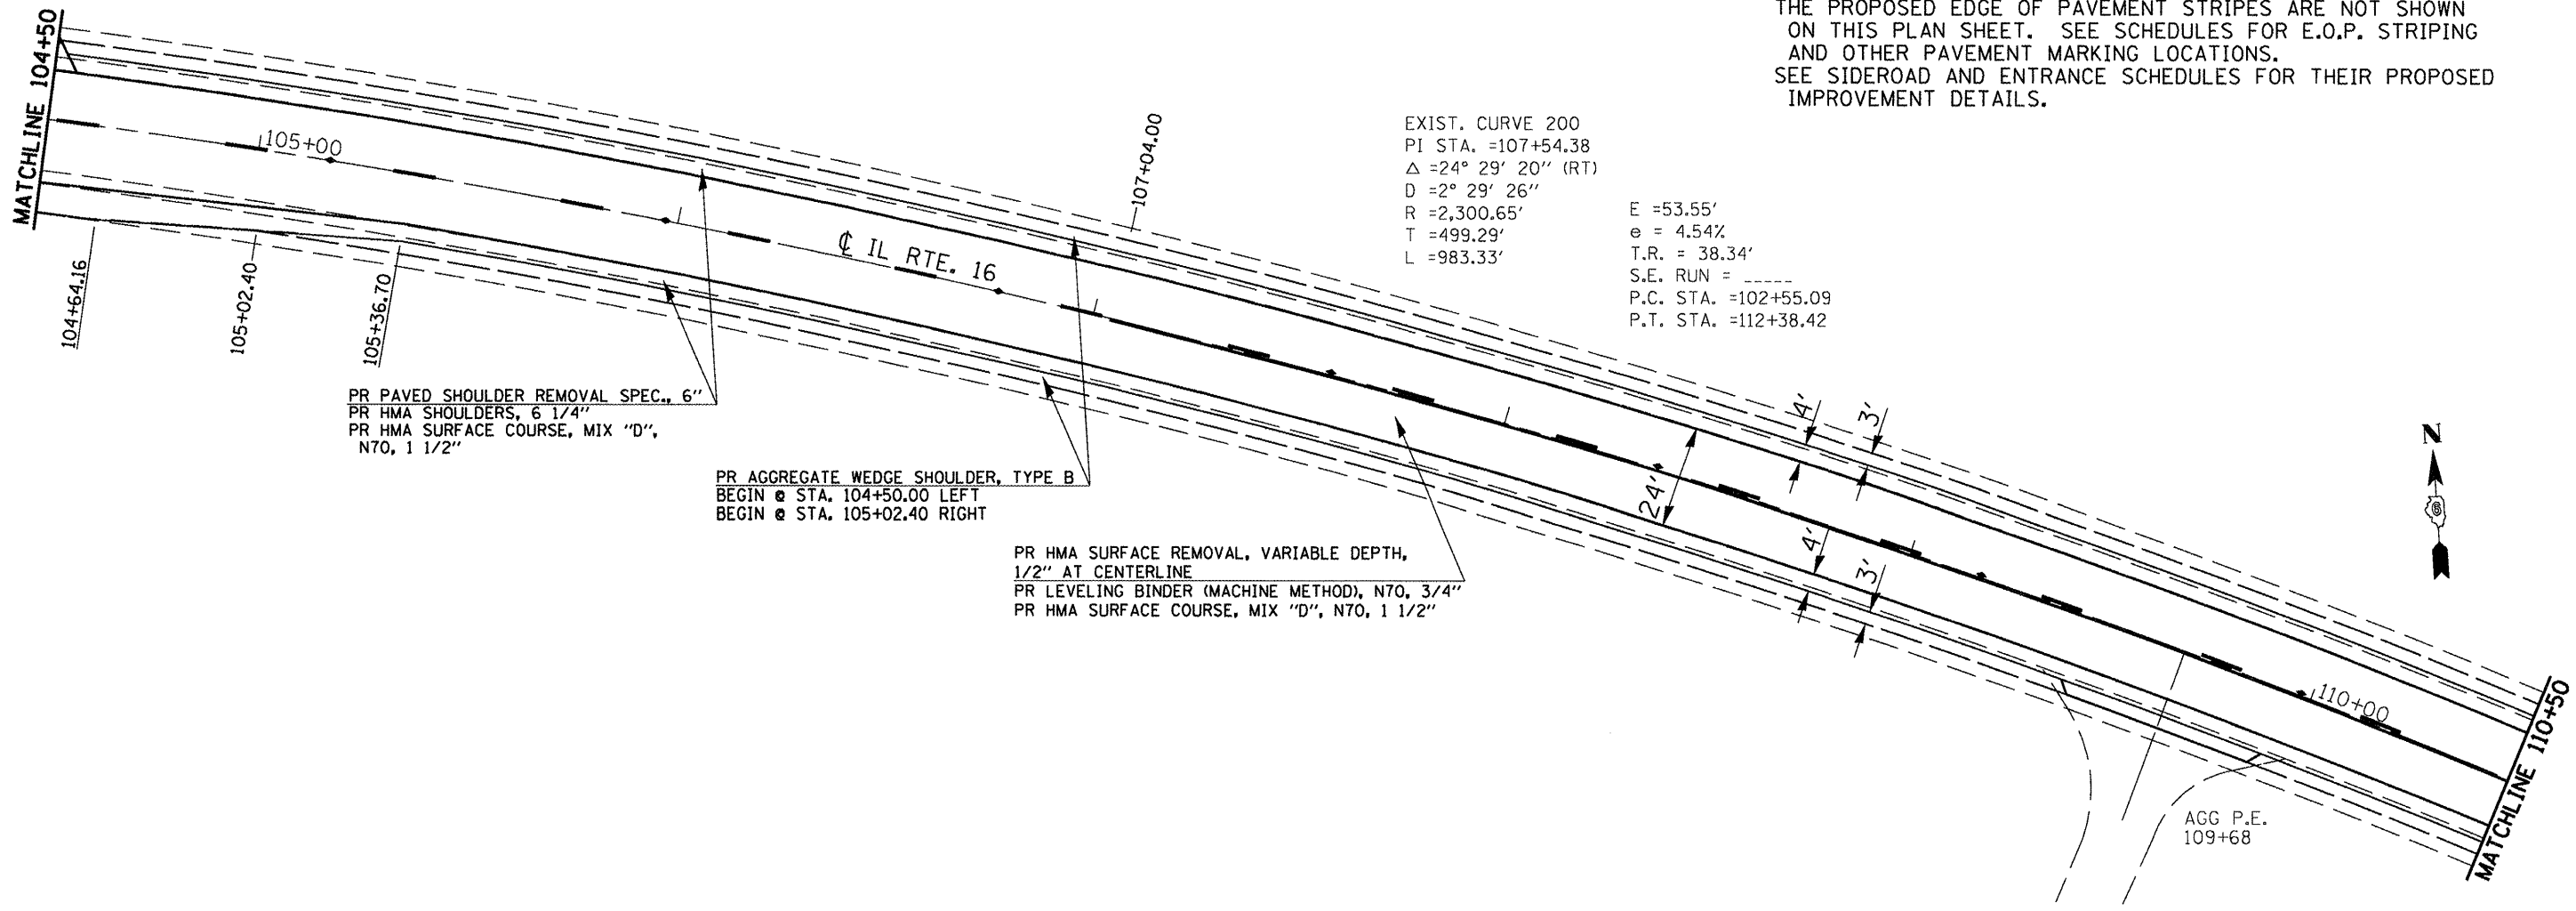 THE PROPOSED EDGE OF PAVEMENT STRIPES ARE NOT SHOWN
ON THIS PLAN SHEET. SEE SCHEDULES FOR E.O.P. STRIPING
AND OTHER PAVEMENT MARKING LOCATIONS.
SEE SIDEROAD AND ENTRANCE SCHEDULES FOR THEIR PROPOSED
IMPROVEMENT DETAILS.
MATCHLINE 104+50
105+00
107+04.00
EXIST. CURVE 200
PI STA. =107+54.38
△ =24° 29' 20" (RT)
D =2° 29' 26"
R =2,300.65'
T =499.29'
L =983.33'
E =53.55'
e = 4.54%
T.R. = 38.34'
S.E. RUN = _____
P.C. STA. =102+55.09
P.T. STA. =112+38.42
℄ IL RTE. 16
104+64.16
105+02.40
105+36.70
PR PAVED SHOULDER REMOVAL SPEC., 6"
PR HMA SHOULDERS, 6 1/4"
PR HMA SURFACE COURSE, MIX "D",
N70, 1 1/2"
PR AGGREGATE WEDGE SHOULDER, TYPE B
BEGIN @ STA. 104+50.00 LEFT
BEGIN @ STA. 105+02.40 RIGHT
PR HMA SURFACE REMOVAL, VARIABLE DEPTH,
1/2" AT CENTERLINE
PR LEVELING BINDER (MACHINE METHOD), N70, 3/4"
PR HMA SURFACE COURSE, MIX "D", N70, 1 1/2"
4'
3'
24'
4'
3'
N
6
110+00
MATCHLINE 110+50
AGG P.E.
109+68